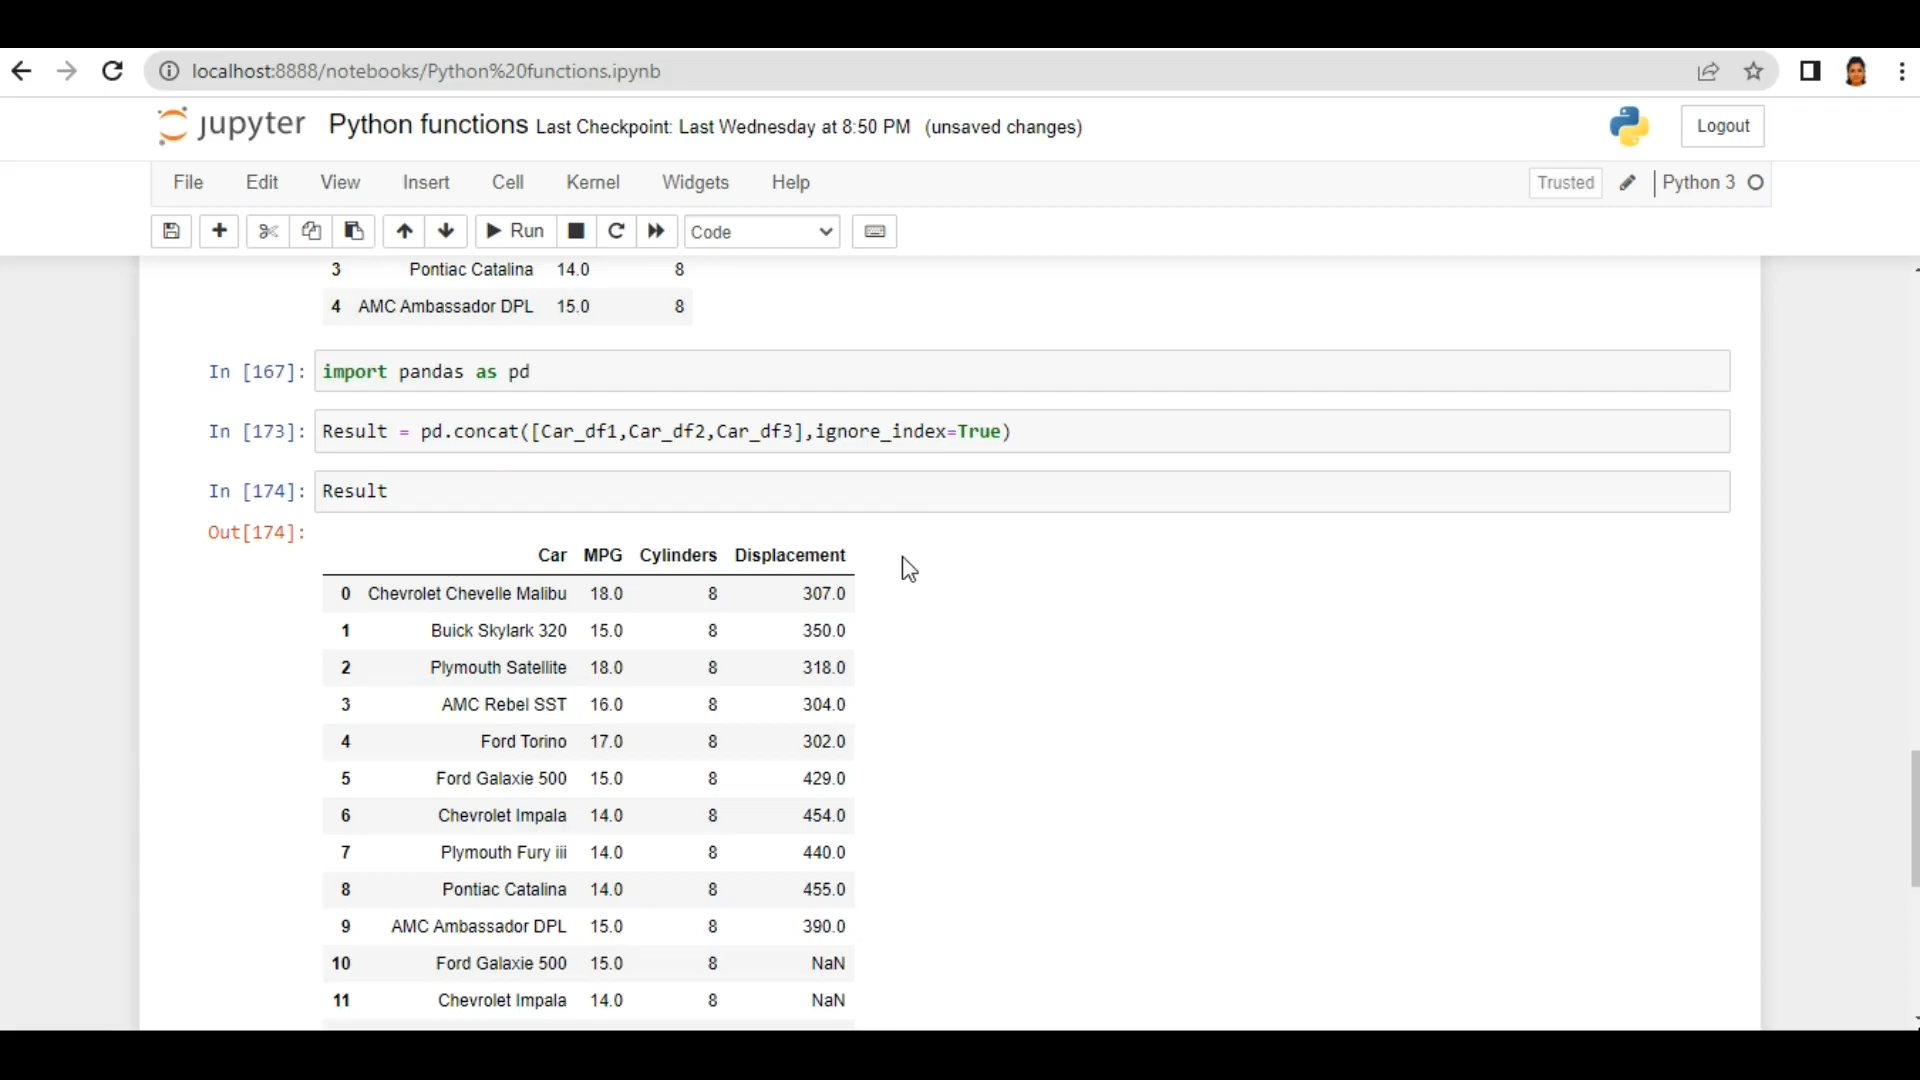 localhost:8888/notebooks/Python%20functions.ipynb
jupyter Python functions Last Checkpoint: Last Wednesday at 8:50 PM (unsaved changes) Logout
File Edit View Insert Cell Kernel Widgets Help Trusted Python 3
Run Code
3 Pontiac Catalina 14.0 8
4 AMC Ambassador DPL 15.0 8
In [167]: import pandas as pd
In [173]: Result = pd.concat([Car_df1,Car_df2,Car_df3],ignore_index=True)
In [174]: Result
Out[174]:
Car MPG Cylinders Displacement
0 Chevrolet Chevelle Malibu 18.0 8 307.0
1 Buick Skylark 320 15.0 8 350.0
2 Plymouth Satellite 18.0 8 318.0
3 AMC Rebel SST 16.0 8 304.0
4 Ford Torino 17.0 8 302.0
5 Ford Galaxie 500 15.0 8 429.0
6 Chevrolet Impala 14.0 8 454.0
7 Plymouth Fury iii 14.0 8 440.0
8 Pontiac Catalina 14.0 8 455.0
9 AMC Ambassador DPL 15.0 8 390.0
10 Ford Galaxie 500 15.0 8 NaN
11 Chevrolet Impala 14.0 8 NaN